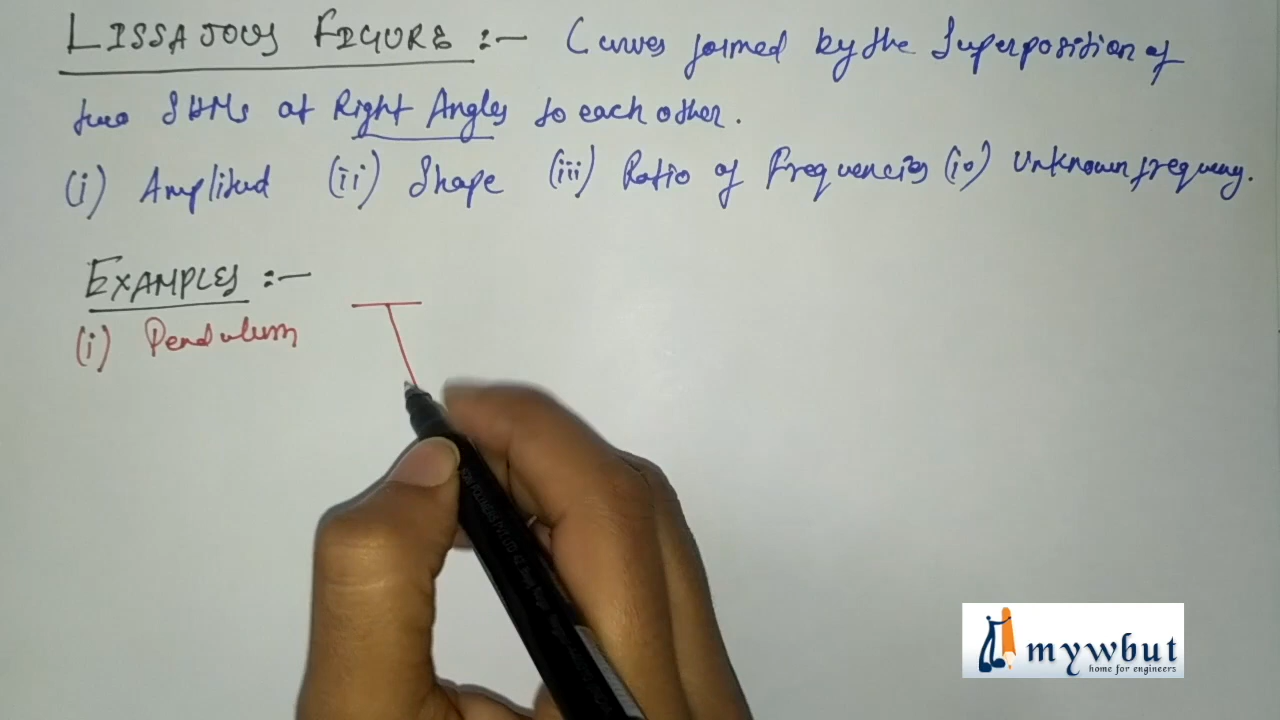 LISSAJOUS FIGURE :- Curves formed by the Superposition of
two SHMs at Right Angles to each other.
(i) Amplitud (ii) Shape (iii) Ratio of Frequencies (iv) Unknown frequency.
EXAMPLES :-
(i) Pendulum
mywbut
home for engineers